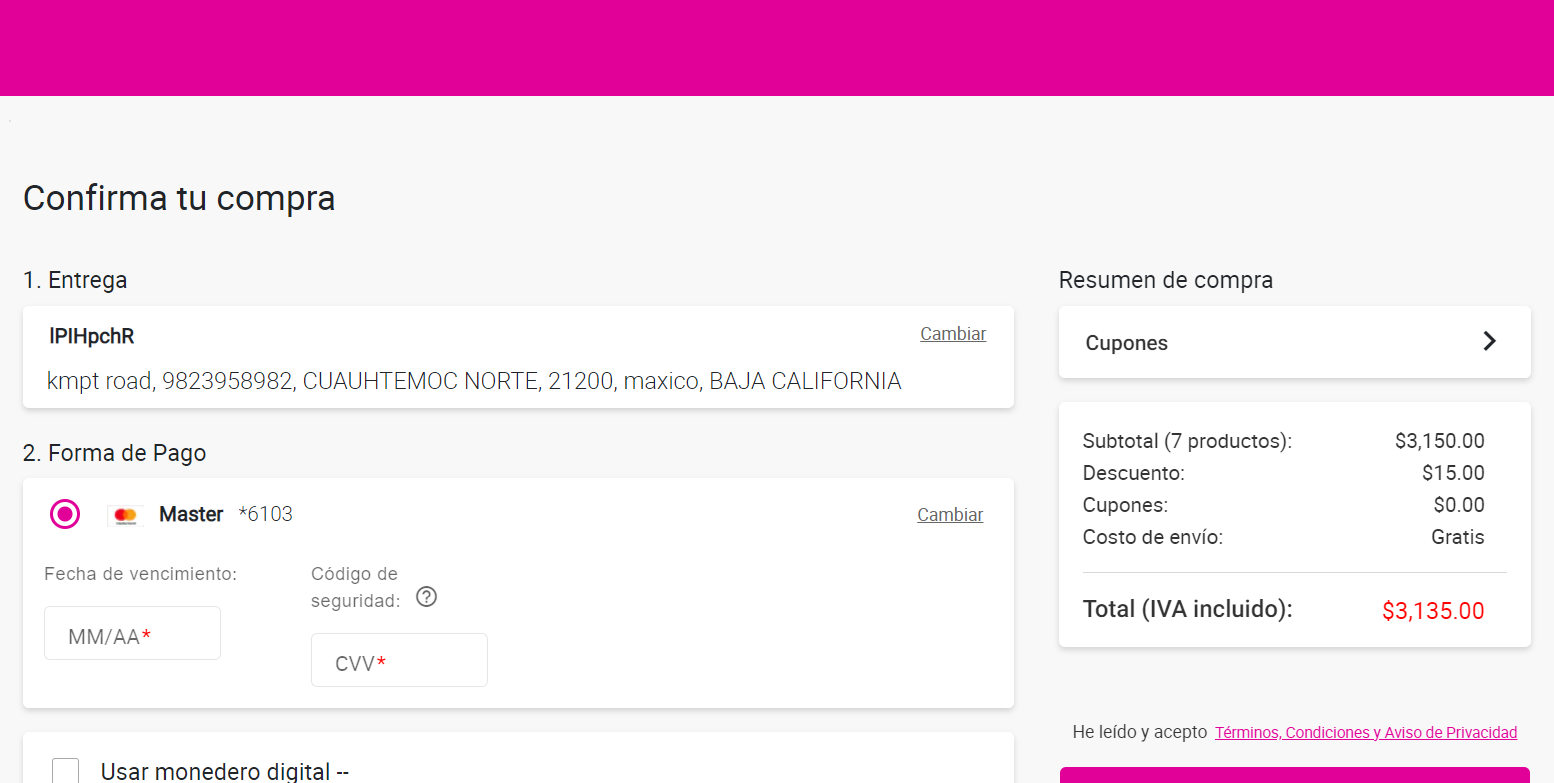 Confirma tu compra
1. Entrega
lPIHpchR
Cambiar
kmpt road, 9823958982, CUAUHTEMOC NORTE, 21200, maxico, BAJA CALIFORNIA
2. Forma de Pago
Master *6103
Cambiar
Fecha de vencimiento:
MM/AA*
Código de
seguridad: ?
CVV*
Usar monedero digital --
Resumen de compra
Cupones
Subtotal (7 productos): $3,150.00
Descuento: $15.00
Cupones: $0.00
Costo de envío: Gratis
Total (IVA incluido): $3,135.00
He leído y acepto Términos, Condiciones y Aviso de Privacidad